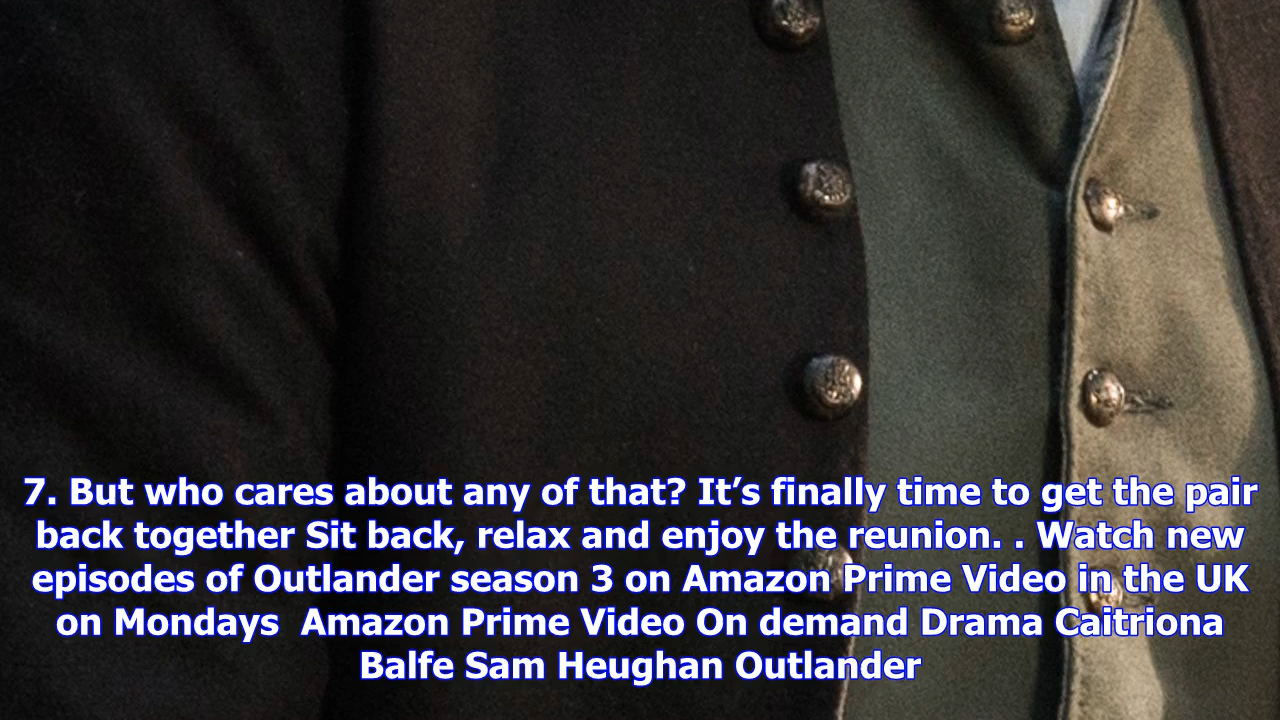 7. But who cares about any of that? It’s finally time to get the pair
back together Sit back, relax and enjoy the reunion. . Watch new
episodes of Outlander season 3 on Amazon Prime Video in the UK
on Mondays  Amazon Prime Video On demand Drama Caitriona
Balfe Sam Heughan Outlander